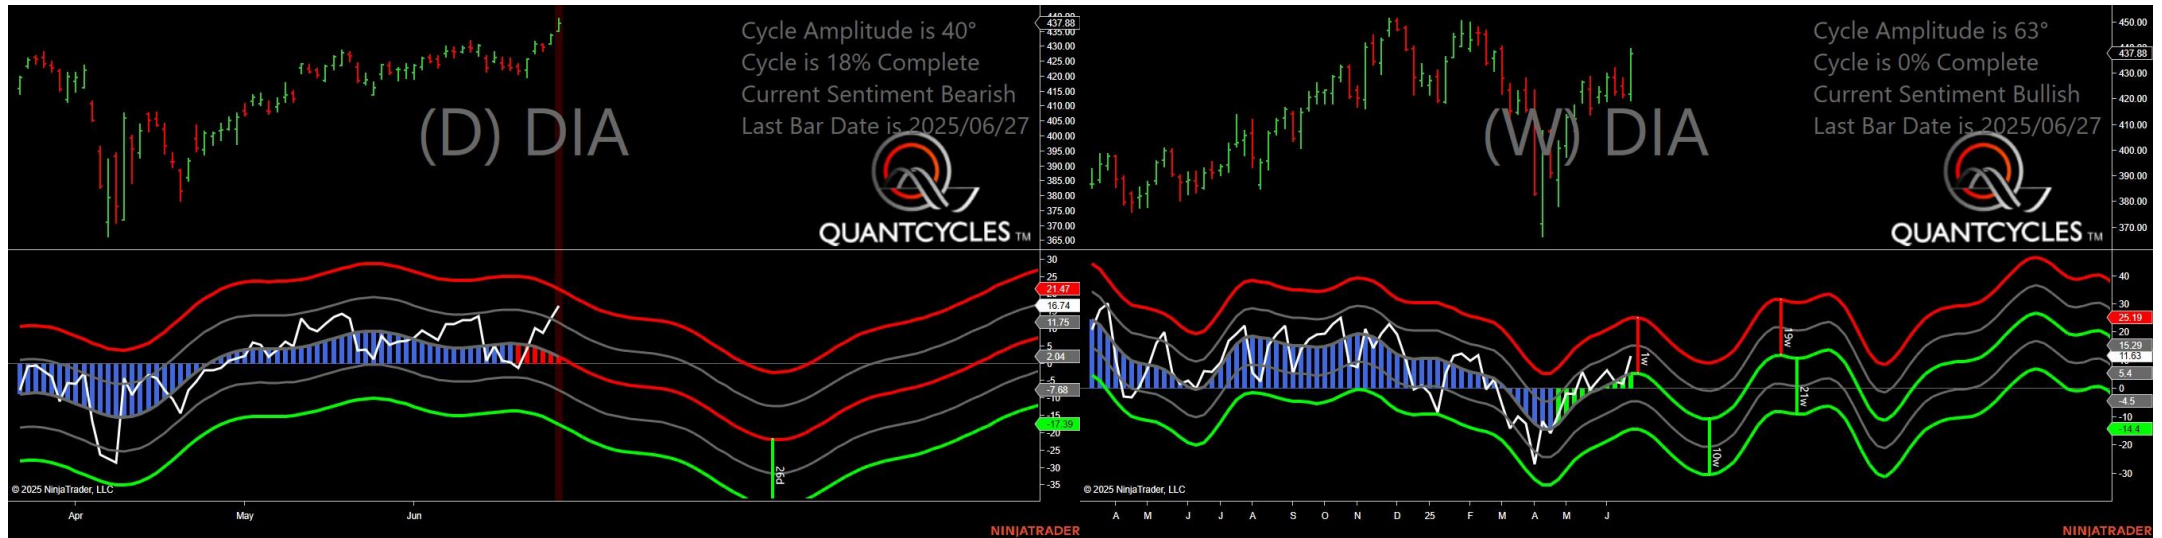 Cycle Amplitude is 40°
Cycle is 18% Complete
Current Sentiment Bearish
Last Bar Date is 2025/06/27
(D) DIA
QUANTCYCLES TM
437.88
435.00
430.00
425.00
420.00
415.00
410.00
405.00
400.00
395.00
390.00
385.00
380.00
375.00
370.00
365.00
30
25
21.47
16.74
11.75
5
2.04
-5
-7.68
-10
-15
-17.39
-20
-25
-30
-35
26d
© 2025 NinjaTrader, LLC
Apr
May
Jun
NINJATRADER
Cycle Amplitude is 63°
Cycle is 0% Complete
Current Sentiment Bullish
Last Bar Date is 2025/06/27
(W) DIA
QUANTCYCLES TM
450.00
437.88
430.00
420.00
410.00
400.00
390.00
380.00
370.00
40
30
25.19
20
15.29
11.63
5.4
0
-4.5
-10
-14.4
-20
-30
1w
10w
19w
21w
© 2025 NinjaTrader, LLC
A
M
J
J
A
S
O
N
D
25
F
M
A
M
J
NINJATRADER